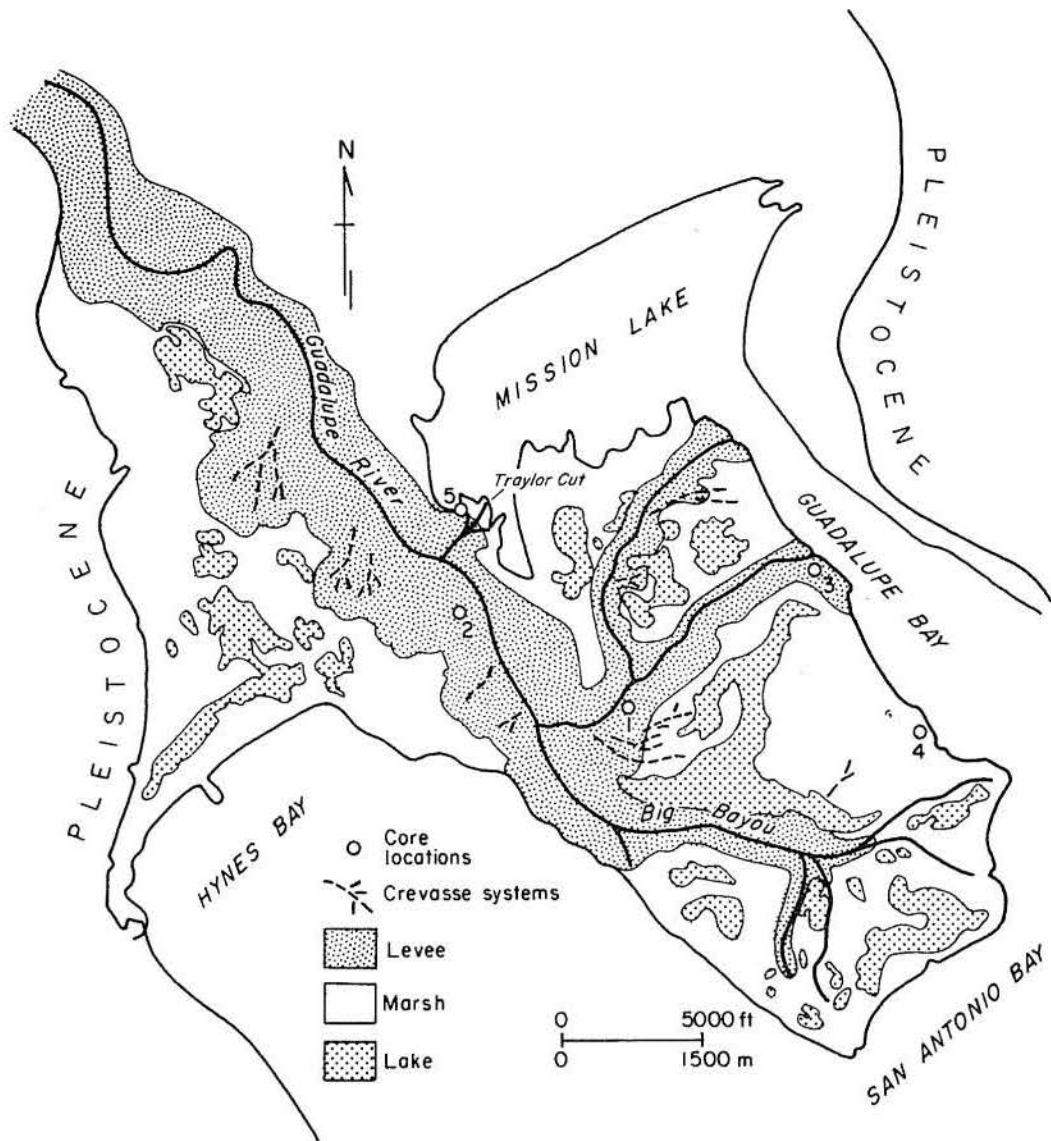 N
PLEISTOCENE
MISSION LAKE
Guadalupe River
Traylor Cut
5
GUADALUPE BAY
3
2
1
4
PLEISTOCENE
Big Bayou
HYNES BAY
SAN ANTONIO BAY
Core locations
Crevasse systems
Levee
Marsh
Lake
0 5000 ft
0 1500 m